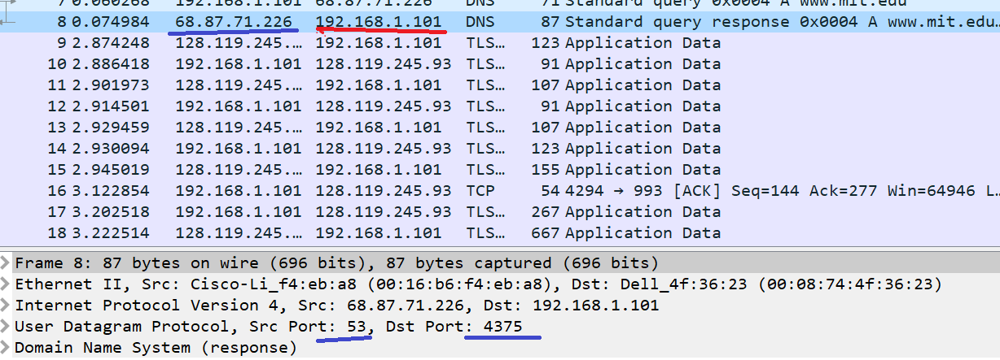 7 0.060268 192.168.1.101 68.87.71.226 DNS 71 Standard query 0x0004 A www.mit.edu
8 0.074984 68.87.71.226 192.168.1.101 DNS 87 Standard query response 0x0004 A www.mit.edu…
9 2.874248 128.119.245.… 192.168.1.101 TLS… 123 Application Data
10 2.886418 192.168.1.101 128.119.245.93 TLS… 91 Application Data
11 2.901973 128.119.245.… 192.168.1.101 TLS… 107 Application Data
12 2.914501 192.168.1.101 128.119.245.93 TLS… 91 Application Data
13 2.929459 128.119.245.… 192.168.1.101 TLS… 107 Application Data
14 2.930094 192.168.1.101 128.119.245.93 TLS… 123 Application Data
15 2.945019 128.119.245.… 192.168.1.101 TLS… 155 Application Data
16 3.122854 192.168.1.101 128.119.245.93 TCP 54 4294 → 993 [ACK] Seq=144 Ack=277 Win=64946 L…
17 3.202518 192.168.1.101 128.119.245.93 TLS… 267 Application Data
18 3.222514 128.119.245.… 192.168.1.101 TLS… 667 Application Data
Frame 8: 87 bytes on wire (696 bits), 87 bytes captured (696 bits)
Ethernet II, Src: Cisco-Li_f4:eb:a8 (00:16:b6:f4:eb:a8), Dst: Dell_4f:36:23 (00:08:74:4f:36:23)
Internet Protocol Version 4, Src: 68.87.71.226, Dst: 192.168.1.101
User Datagram Protocol, Src Port: 53, Dst Port: 4375
Domain Name System (response)